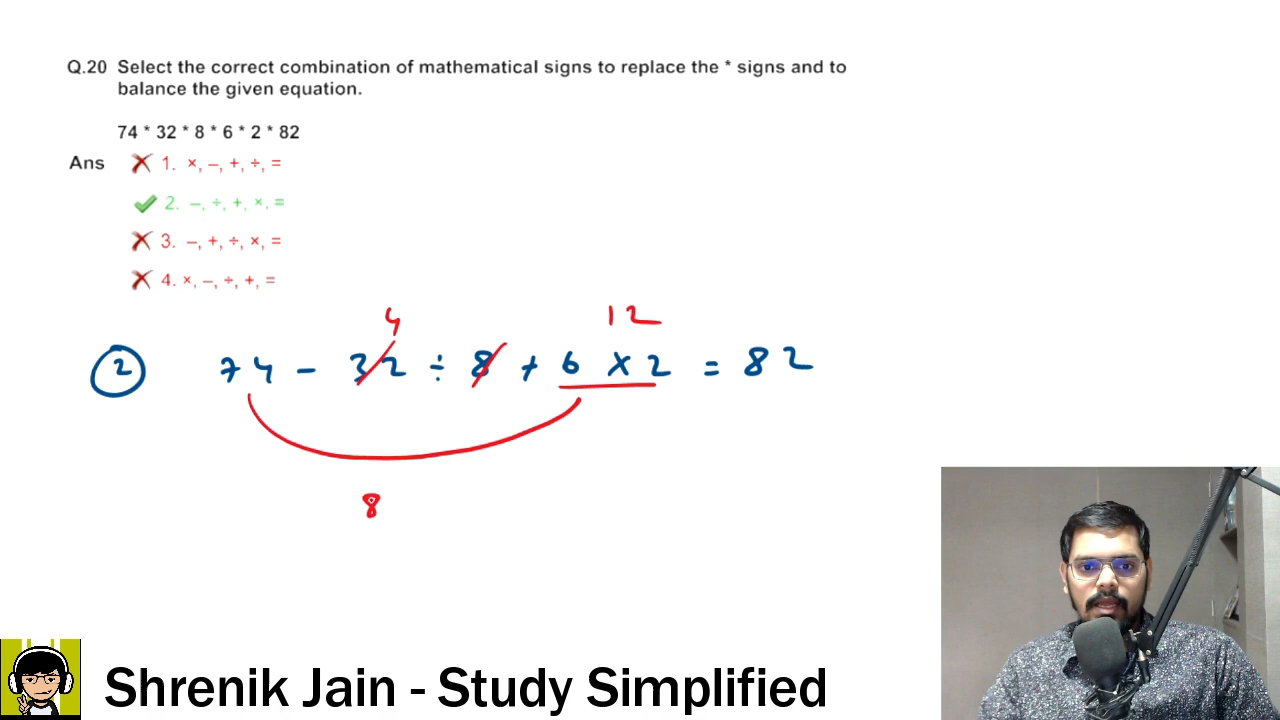 Q.20 Select the correct combination of mathematical signs to replace the * signs and to
balance the given equation.
74 * 32 * 8 * 6 * 2 * 82
Ans 1. ×, –, +, ÷, =
2. –, ÷, +, ×, =
3. –, +, ÷, ×, =
4. ×, –, ÷, +, =
4 12
2 74 - 32 ÷ 8 + 6 × 2 = 82
8
Shrenik Jain - Study Simplified